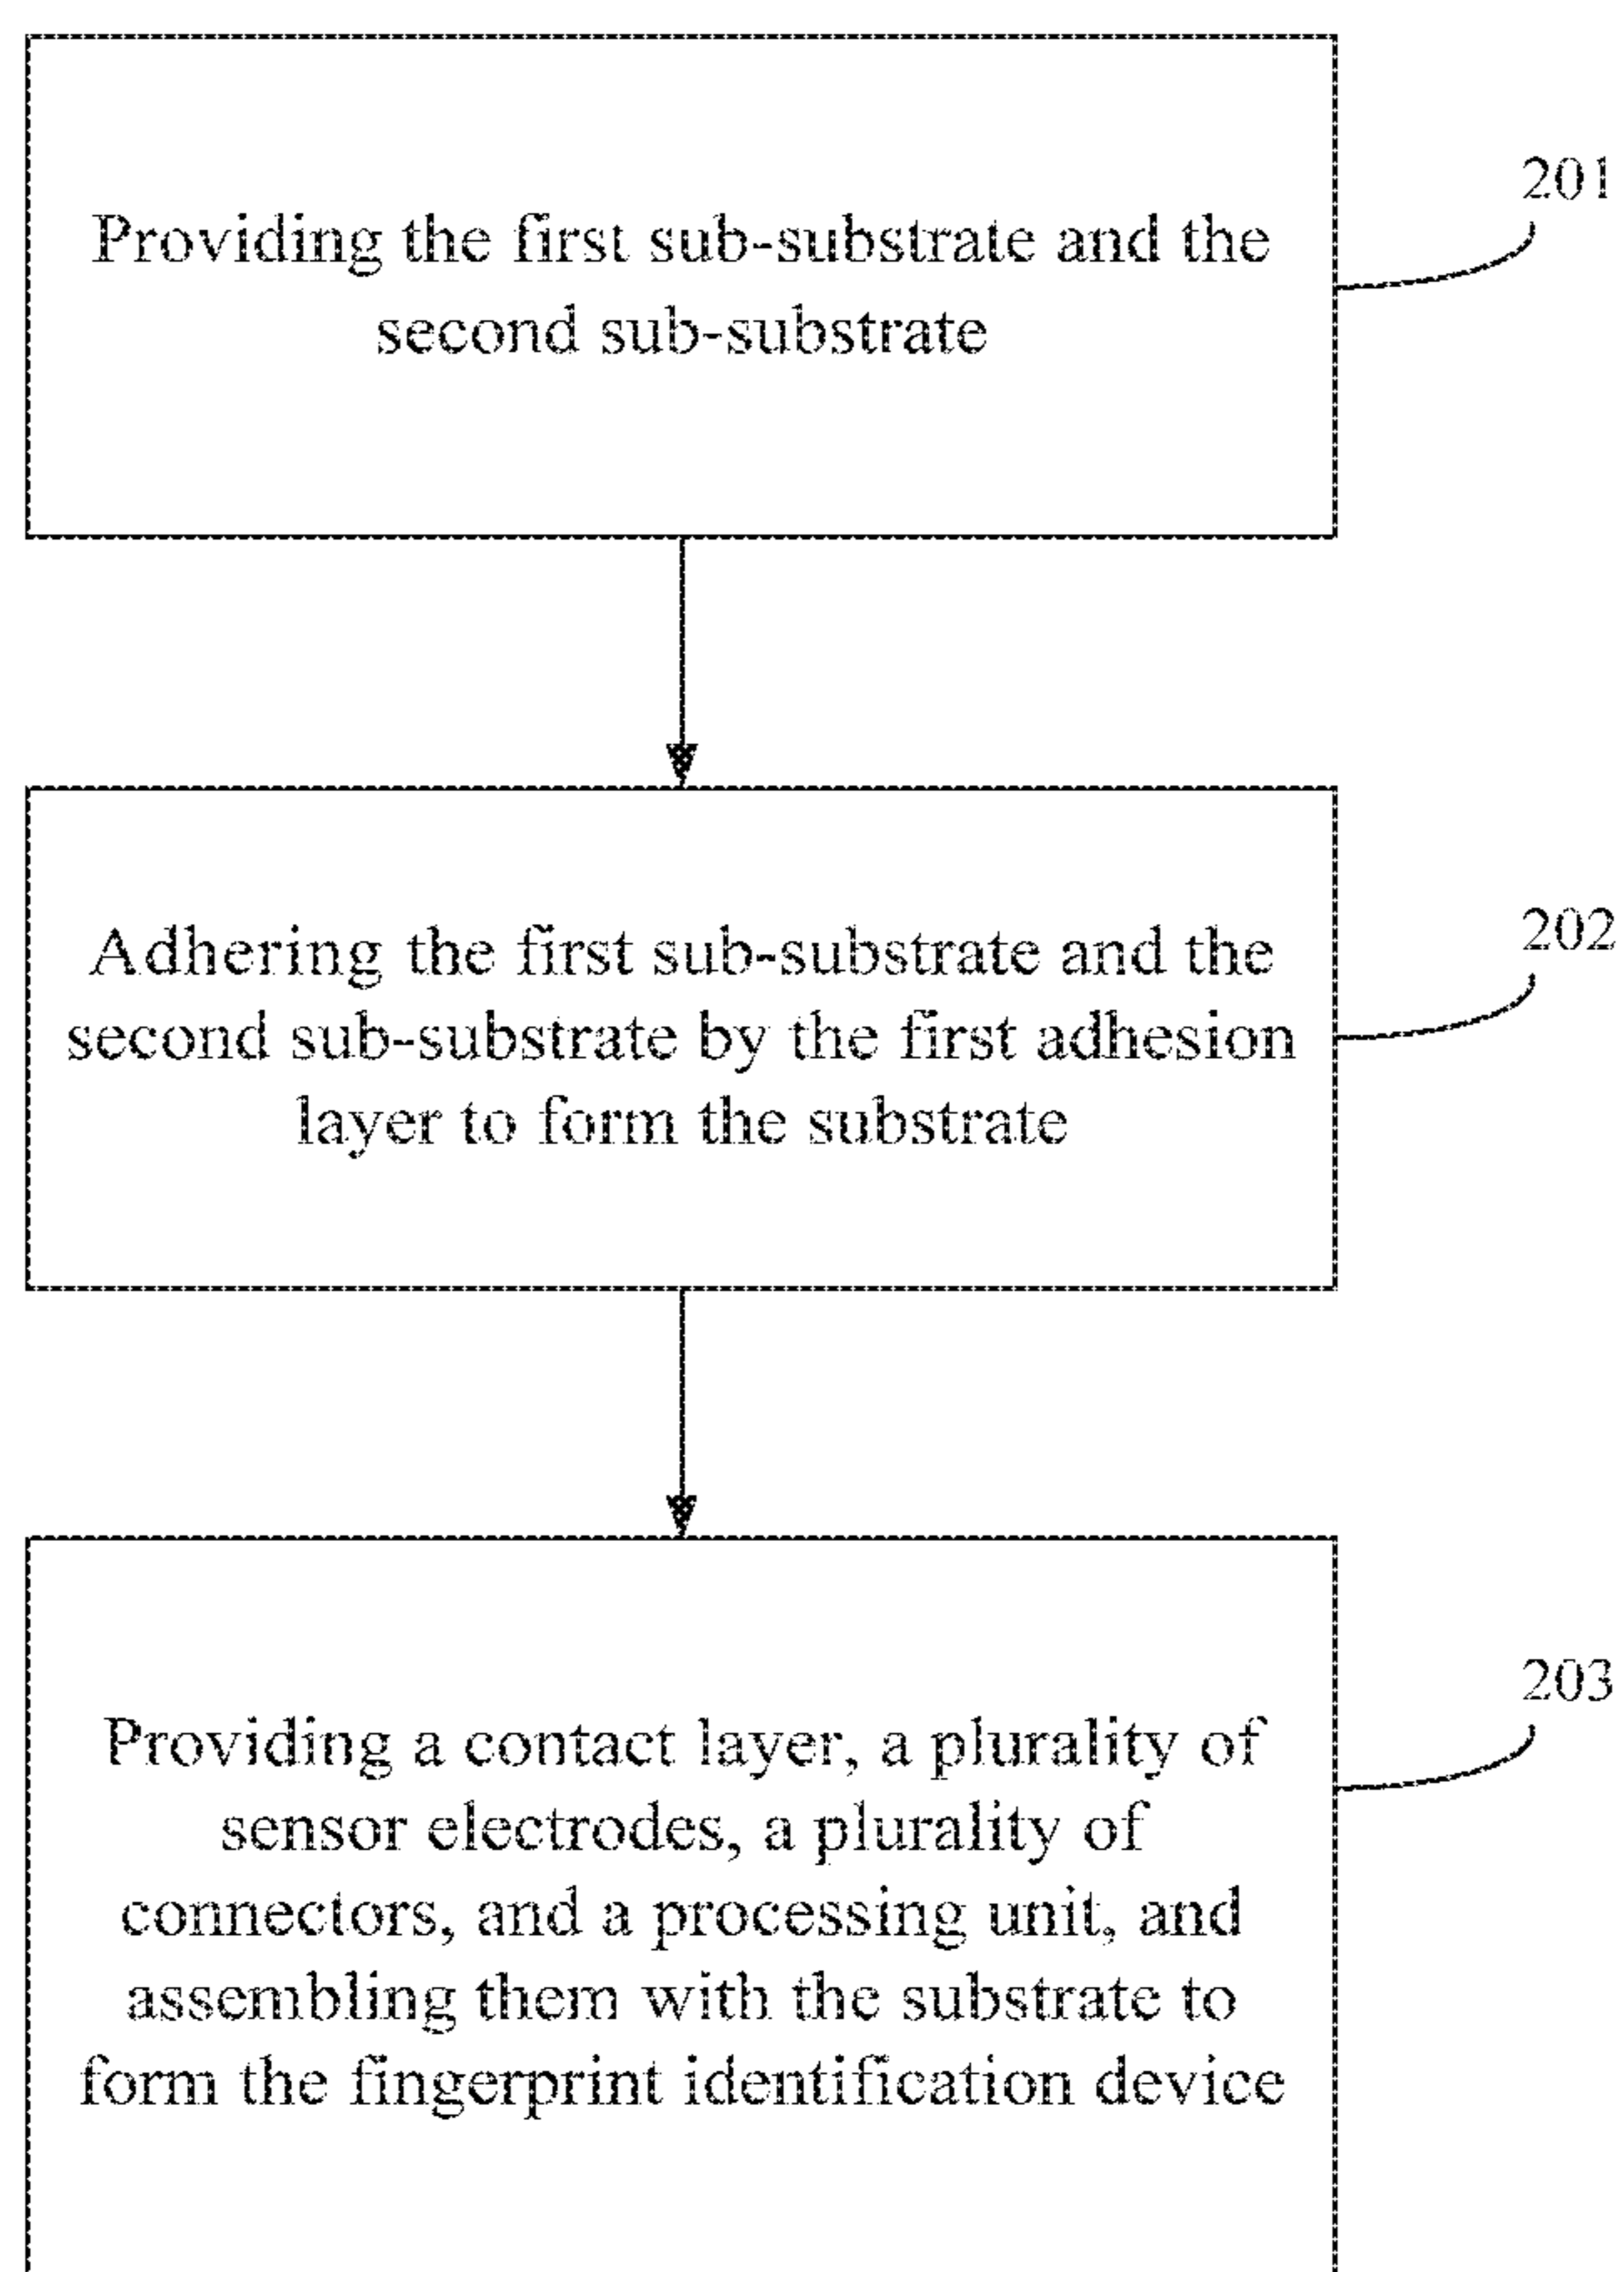 201
Providing the first sub-substrate and the
second sub-substrate
202
Adhering the first sub-substrate and the
second sub-substrate by the first adhesion
layer to form the substrate
203
Providing a contact layer, a plurality of
sensor electrodes, a plurality of
connectors, and a processing unit, and
assembling them with the substrate to
form the fingerprint identification device